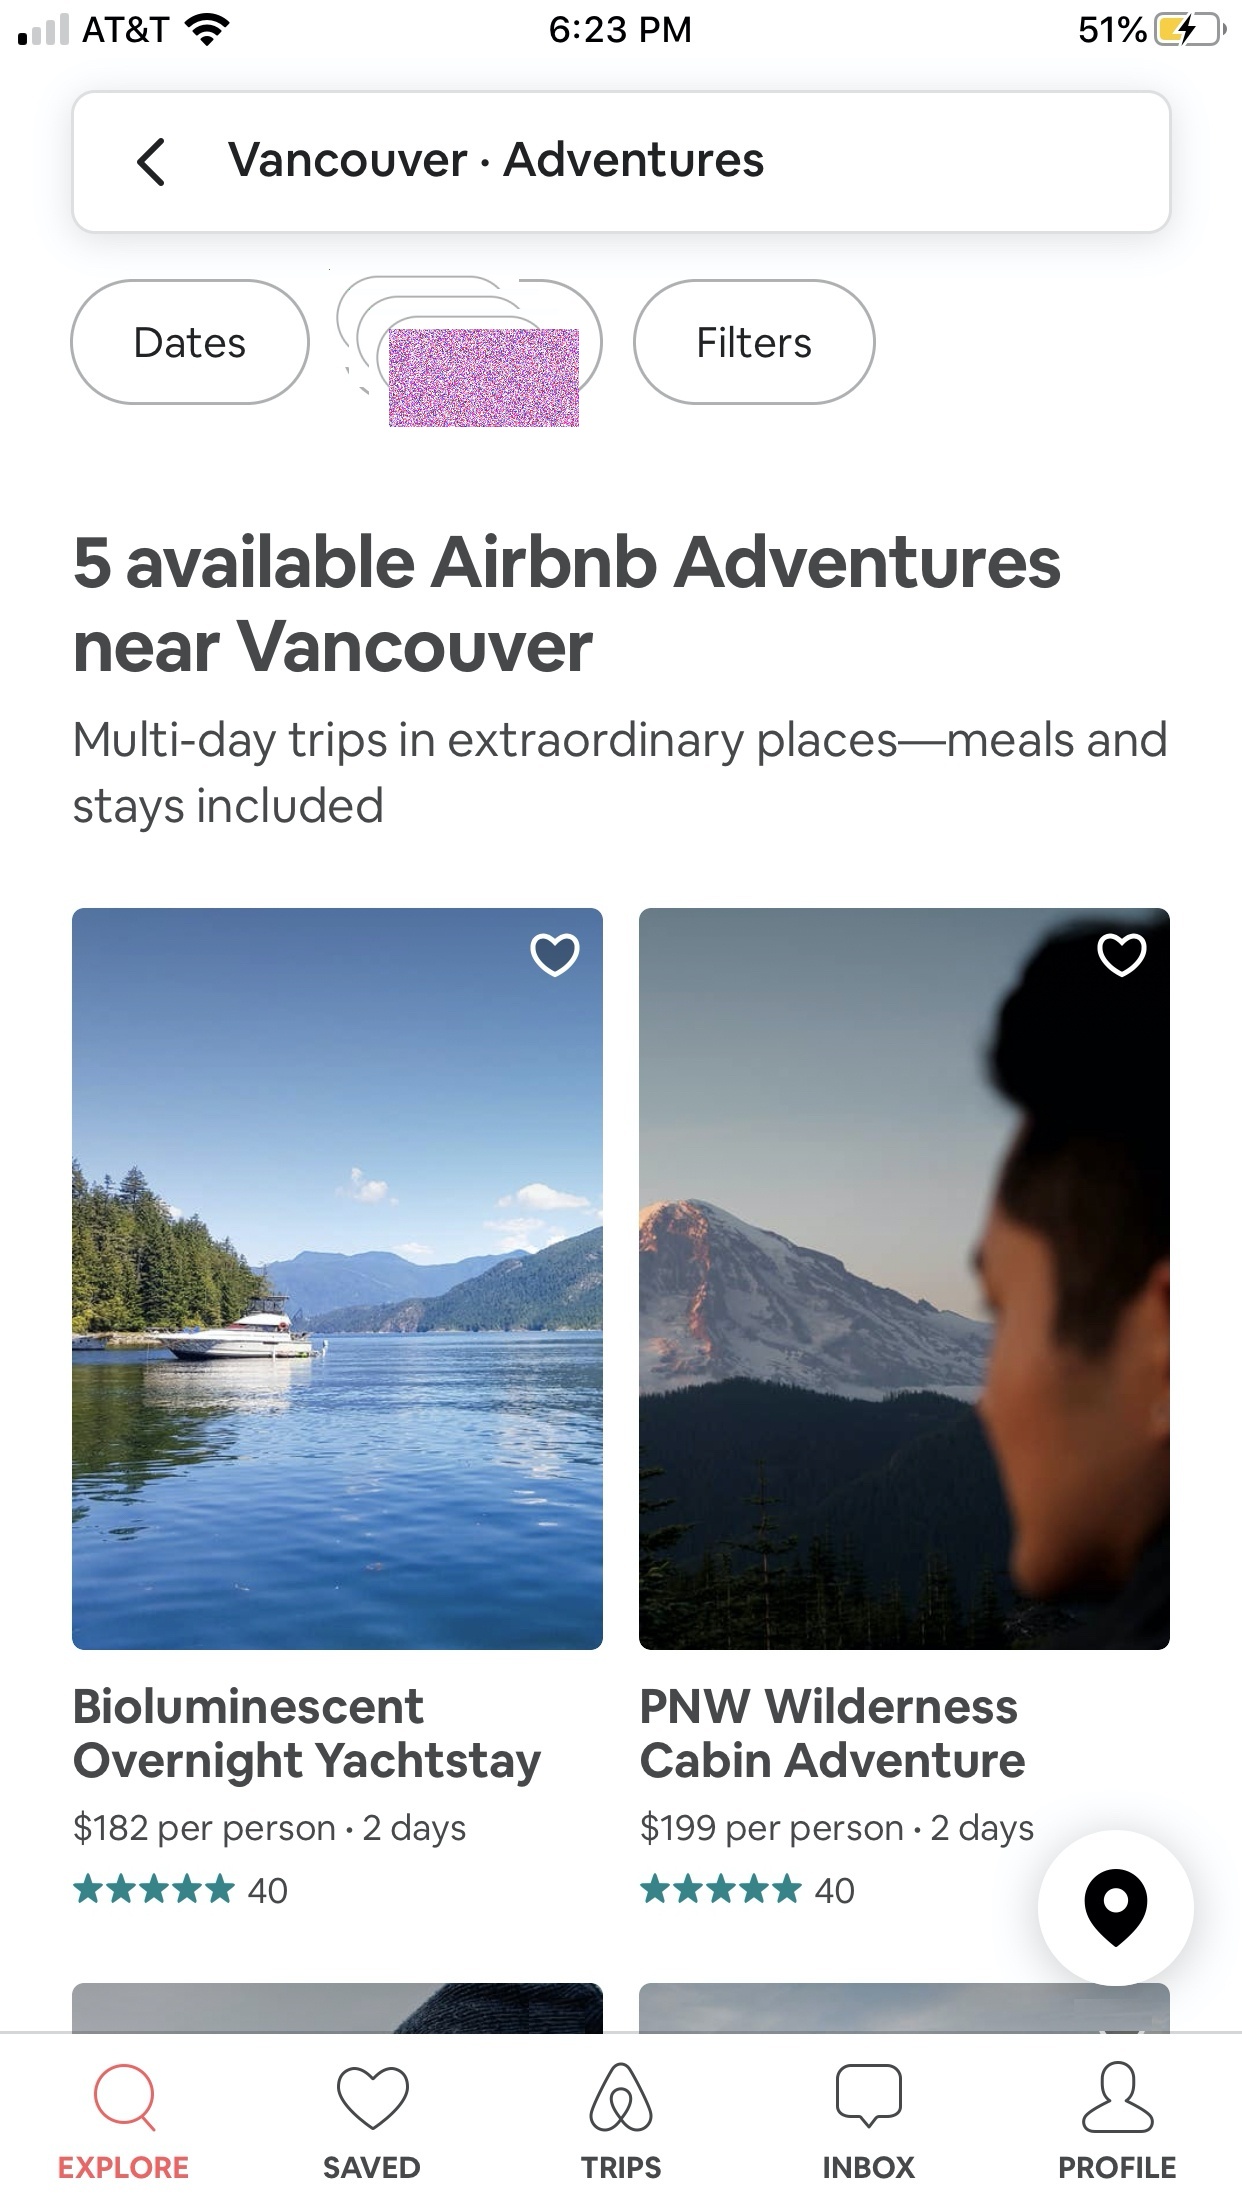 AT&T
6:23 PM
51%
Vancouver · Adventures
Dates
Filters
5 available Airbnb Adventures
near Vancouver
Multi-day trips in extraordinary places—meals and
stays included
Bioluminescent
Overnight Yachtstay
$182 per person · 2 days
40
PNW Wilderness
Cabin Adventure
$199 per person · 2 days
40
EXPLORE
SAVED
TRIPS
INBOX
PROFILE